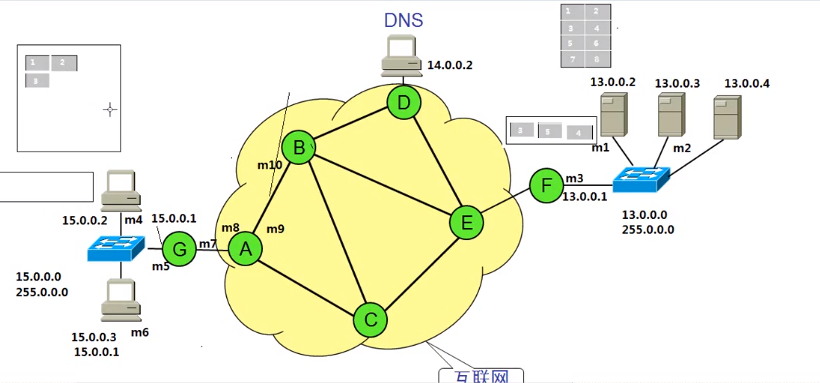 DNS
14.0.0.2
1 2
3 4
5 6
7 8
1 2
3
13.0.0.2
13.0.0.3
13.0.0.4
3 5 4
m1
m2
D
B
m10
F
m3
13.0.0.1
15.0.0.2
m4
15.0.0.1
m8
m9
E
13.0.0.0
255.0.0.0
G
m7
A
m5
15.0.0.0
255.0.0.0
C
15.0.0.3
m6
15.0.0.1
互联网